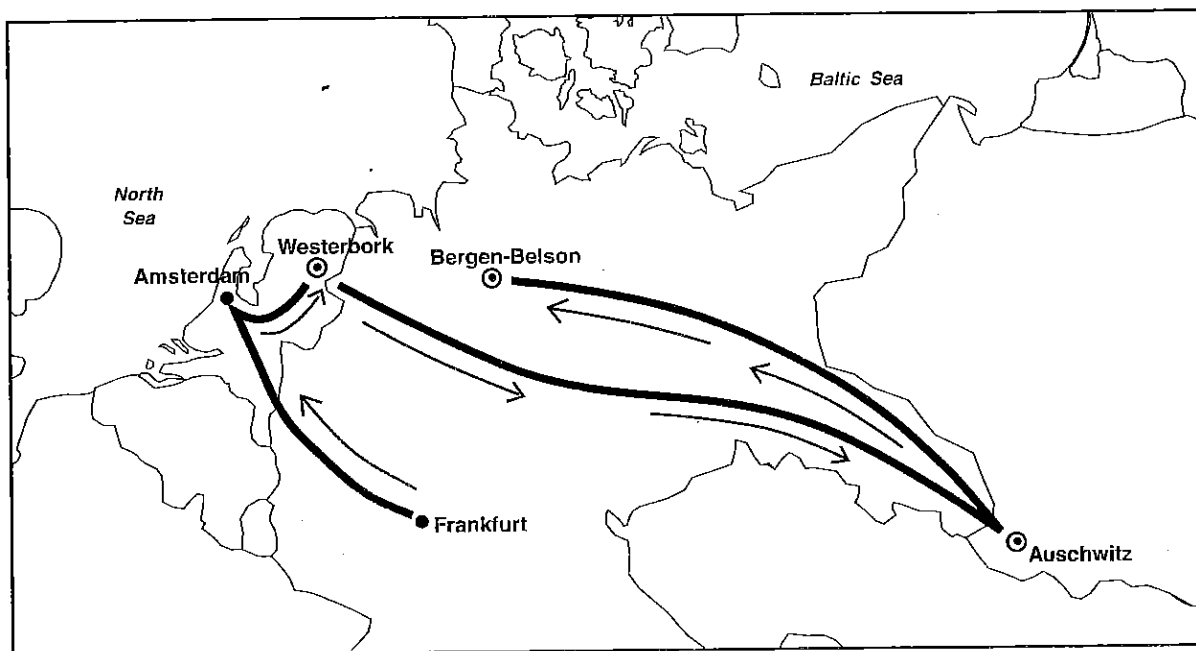 Baltic Sea
North
Sea
Westerbork
Bergen-Belson
Amsterdam
Frankfurt
Auschwitz